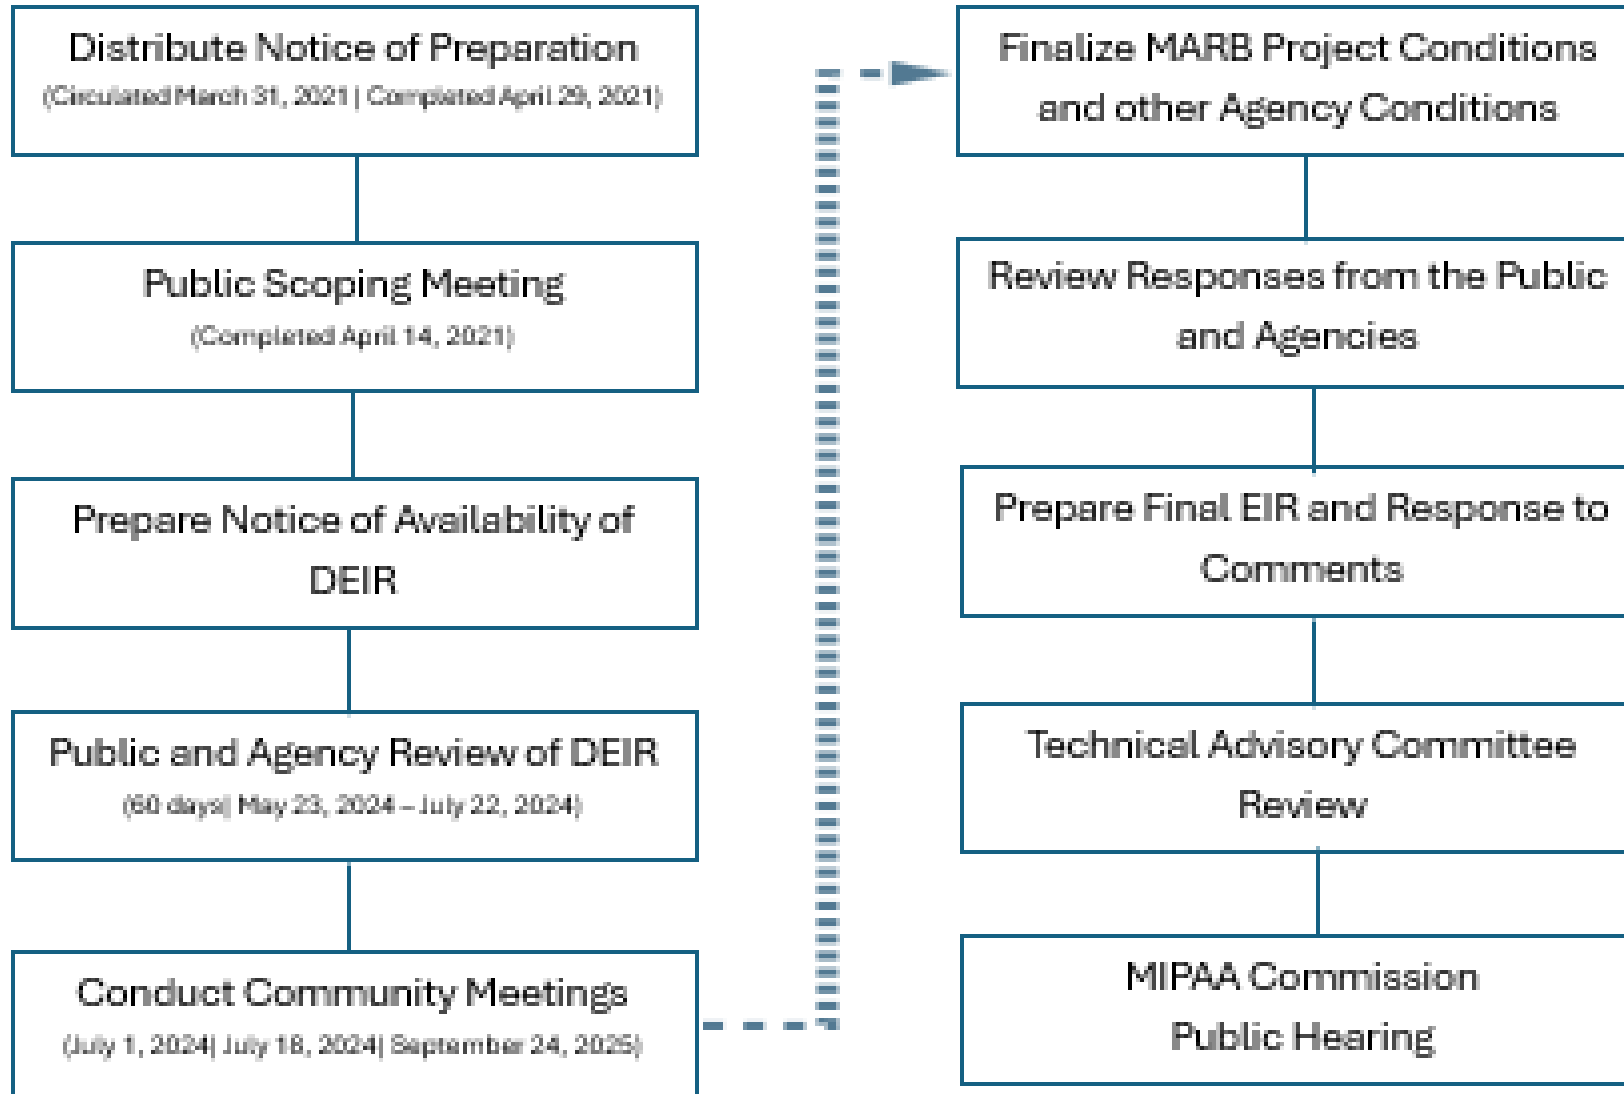 Distribute Notice of Preparation
(Circulated March 31, 2021 | Completed April 29, 2021)
Public Scoping Meeting
(Completed April 14, 2021)
Prepare Notice of Availability of
DEIR
Public and Agency Review of DEIR
(60 days| May 23, 2024 – July 22, 2024)
Conduct Community Meetings
(July 1, 2024| July 18, 2024| September 24, 2025)
Finalize MARB Project Conditions
and other Agency Conditions
Review Responses from the Public
and Agencies
Prepare Final EIR and Response to
Comments
Technical Advisory Committee
Review
MIPAA Commission
Public Hearing